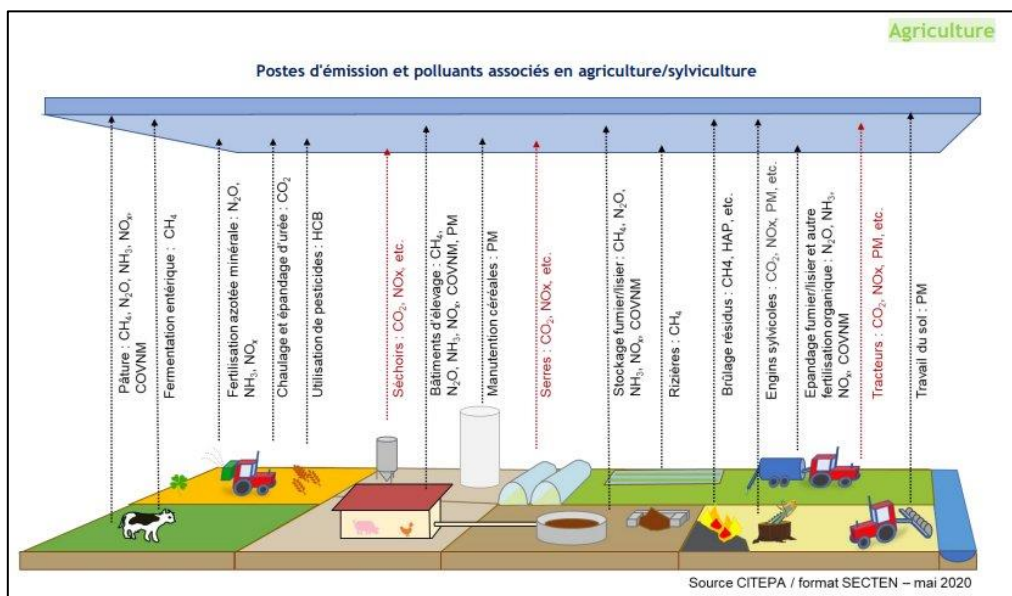 Agriculture
Postes d'émission et polluants associés en agriculture/sylviculture
Pâture : CH₄, N₂O, NH₃, NOₓ,
COVNM
Fermentation entérique : CH₄
Fertilisation azotée minérale : N₂O,
NH₃, NOₓ
Chaulage et épandage d'urée : CO₂
Utilisation de pesticides : HCB
Séchoirs : CO₂, NOx, etc.
Bâtiments d'élevage : CH₄,
N₂O, NH₃, NOₓ, COVNM, PM
Manutention céréales : PM
Serres : CO₂, NOx, etc.
Stockage fumier/lisier : CH₄, N₂O,
NH₃, NOₓ, COVNM
Rizières : CH₄
Brûlage résidus : CH4, HAP, etc.
Engins sylvicoles : CO₂, NOx, PM, etc.
Epandage fumier/lisier et autre
fertilisation organique : N₂O, NH₃,
NOₓ, COVNM
Tracteurs : CO₂, NOx, PM, etc.
Travail du sol : PM
Source CITEPA / format SECTEN – mai 2020